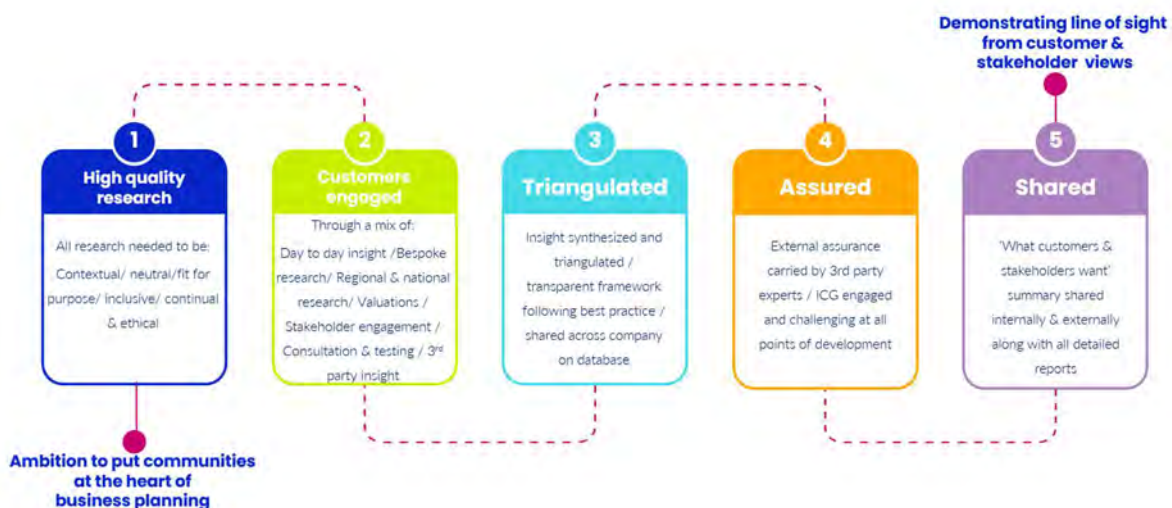 Demonstrating line of sight
from customer &
stakeholder views
1
High quality
research
All research needed to be:
Contextual/ neutral/fit for
purpose/ inclusive/ continual
& ethical
Ambition to put communities
at the heart of
business planning
2
Customers
engaged
Through a mix of:
Day to day insight /Bespoke
research/ Regional & national
research/ Valuations /
Stakeholder engagement /
Consultation & testing / 3rd
party insight
3
Triangulated
Insight synthesized and
triangulated /
transparent framework
following best practice /
shared across company
on database
4
Assured
External assurance
carried by 3rd party
experts / ICG engaged
and challenging at all
points of development
5
Shared
'What customers &
stakeholders want'
summary shared
internally & externally
along with all detailed
reports